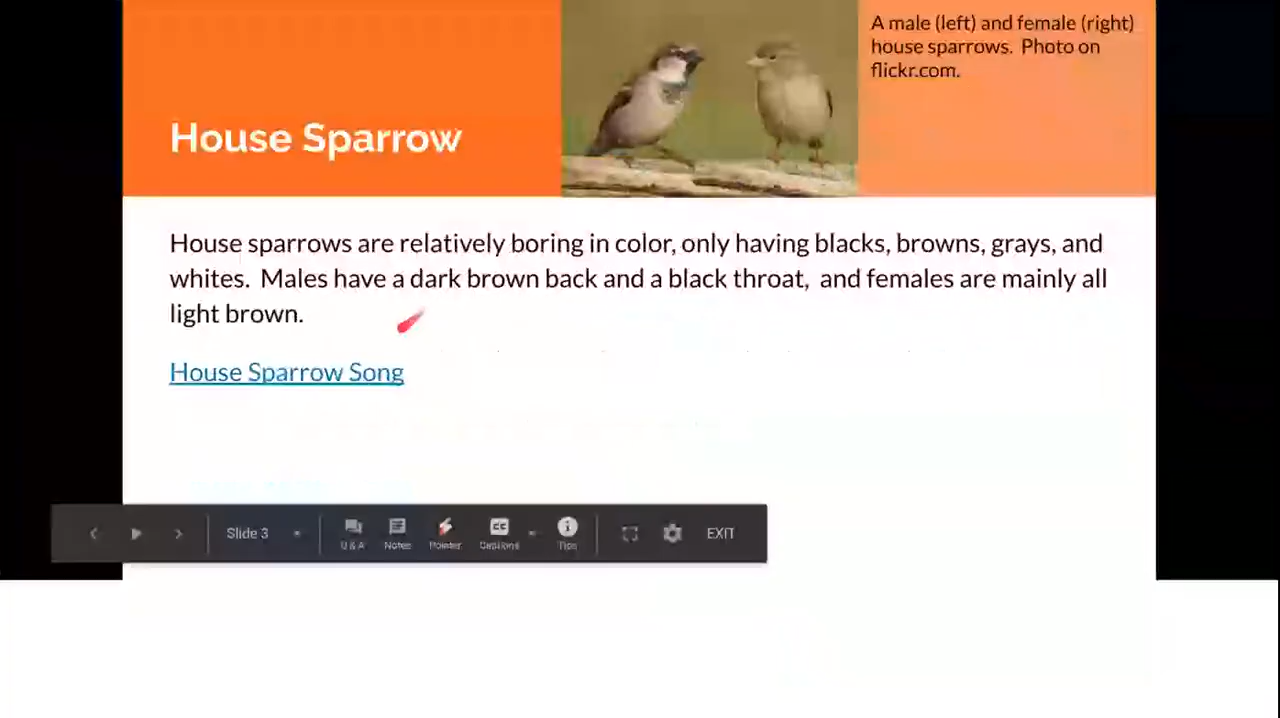 A male (left) and female (right)
house sparrows.  Photo on
flickr.com.
House Sparrow
House sparrows are relatively boring in color, only having blacks, browns, grays, and
whites.  Males have a dark brown back and a black throat,  and females are mainly all
light brown.
House Sparrow Song
Slide 3
Q & A
Notes
Pointer
CC
Captions
Tips
EXIT